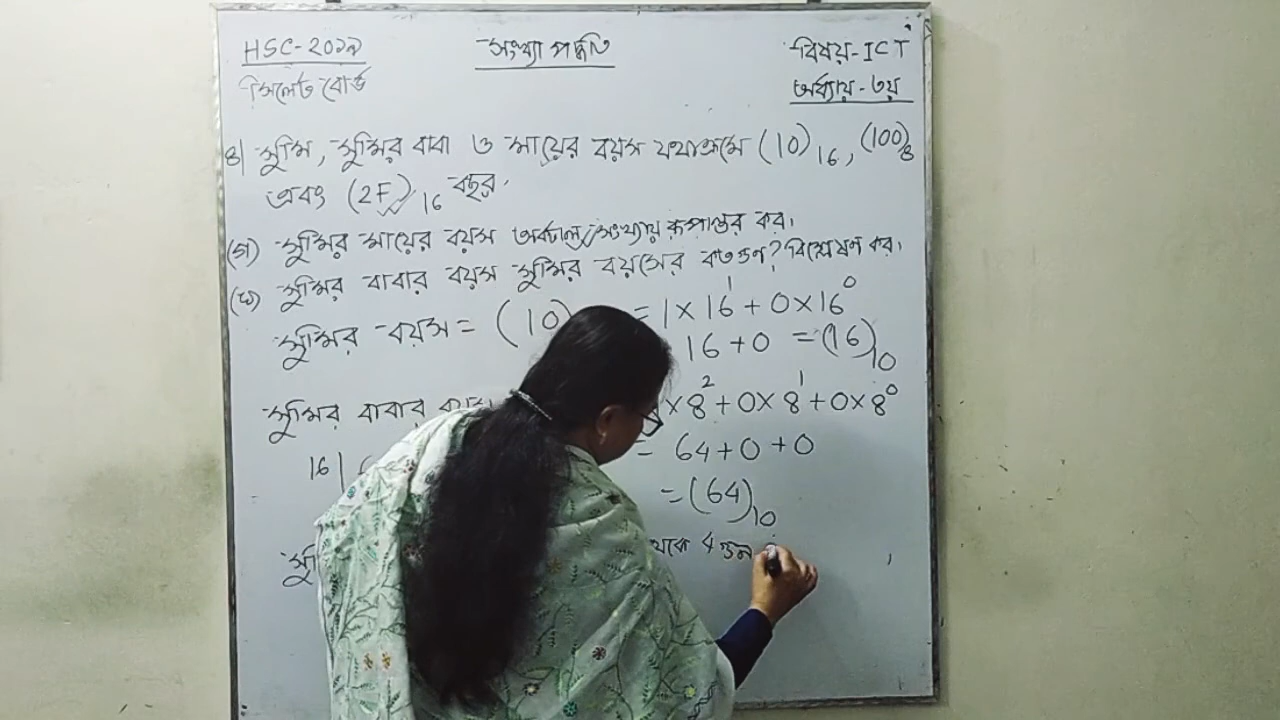 HSC-২০১৯
সংখ্যা পদ্ধতি
বিষয়-ICT
সিলেট বোর্ড
অধ্যায়-৩য়
৪| সুমি, সুমির বাবা ও মায়ের বয়স যথাক্রমে (10)16, (100)8
এবং (2F)16 বছর.
(গ) সুমির মায়ের বয়স অকটাল সংখ্যায় রূপান্তর কর।
(ঘ) সুমির বাবার বয়স সুমির বয়সের কতগুণ? বিশ্লেষণ কর।
সুমির বয়স = (10) = 1×16¹+0×16⁰
16+0 =(16)10
সুমির বাবার ×8²+0×8¹+0×8⁰
16| = 64+0+0
=(64)10
থেকে 4 গুন